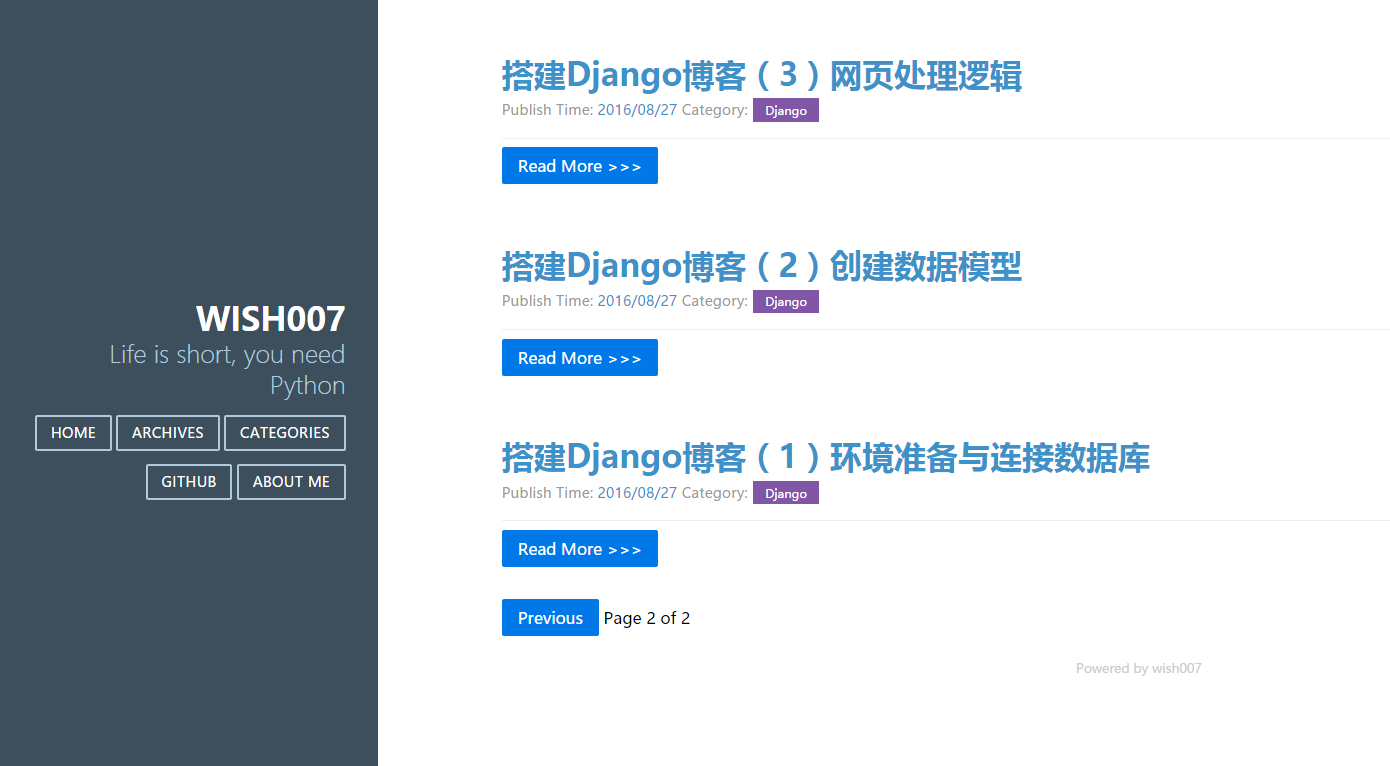 WISH007
Life is short, you need
Python
HOME ARCHIVES CATEGORIES
GITHUB ABOUT ME
搭建Django博客（3）网页处理逻辑
Publish Time: 2016/08/27 Category: Django
Read More >>>
搭建Django博客（2）创建数据模型
Publish Time: 2016/08/27 Category: Django
Read More >>>
搭建Django博客（1）环境准备与连接数据库
Publish Time: 2016/08/27 Category: Django
Read More >>>
Previous Page 2 of 2
Powered by wish007